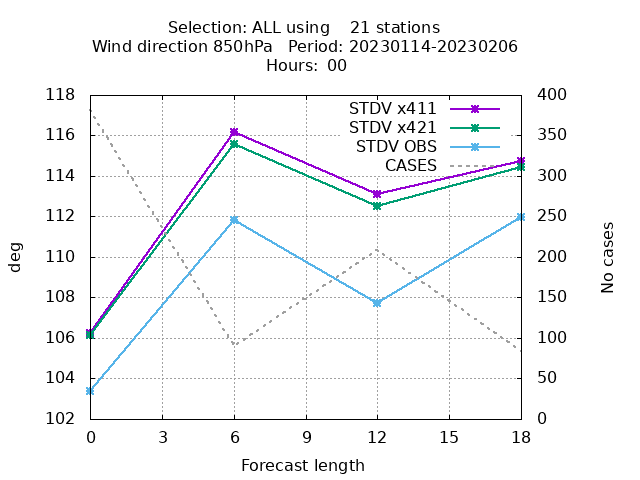 Selection: ALL using    21 stations
Wind direction 850hPa   Period: 20230114-20230206
Hours: 00
STDV x411
STDV x421
STDV OBS
CASES
118
116
114
112
110
108
106
104
102
400
350
300
250
200
150
100
50
0
deg
No cases
0 3 6 9 12 15 18
Forecast length